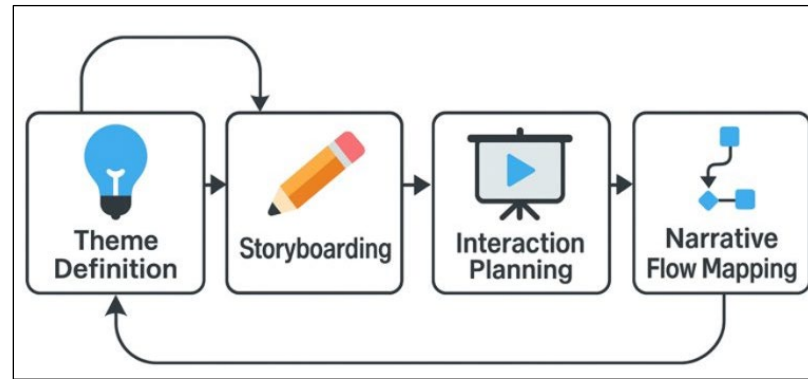 Theme
Definition
Storyboarding
Interaction
Planning
Narrative
Flow Mapping